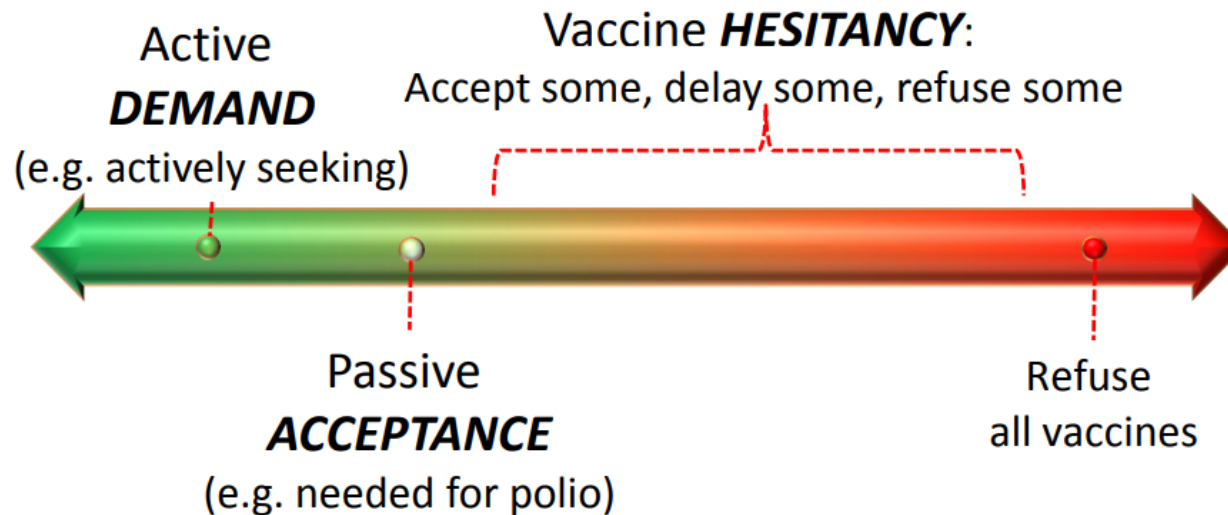 Active
DEMAND
(e.g. actively seeking)
Vaccine HESITANCY:
Accept some, delay some, refuse some
Passive
ACCEPTANCE
(e.g. needed for polio)
Refuse
all vaccines